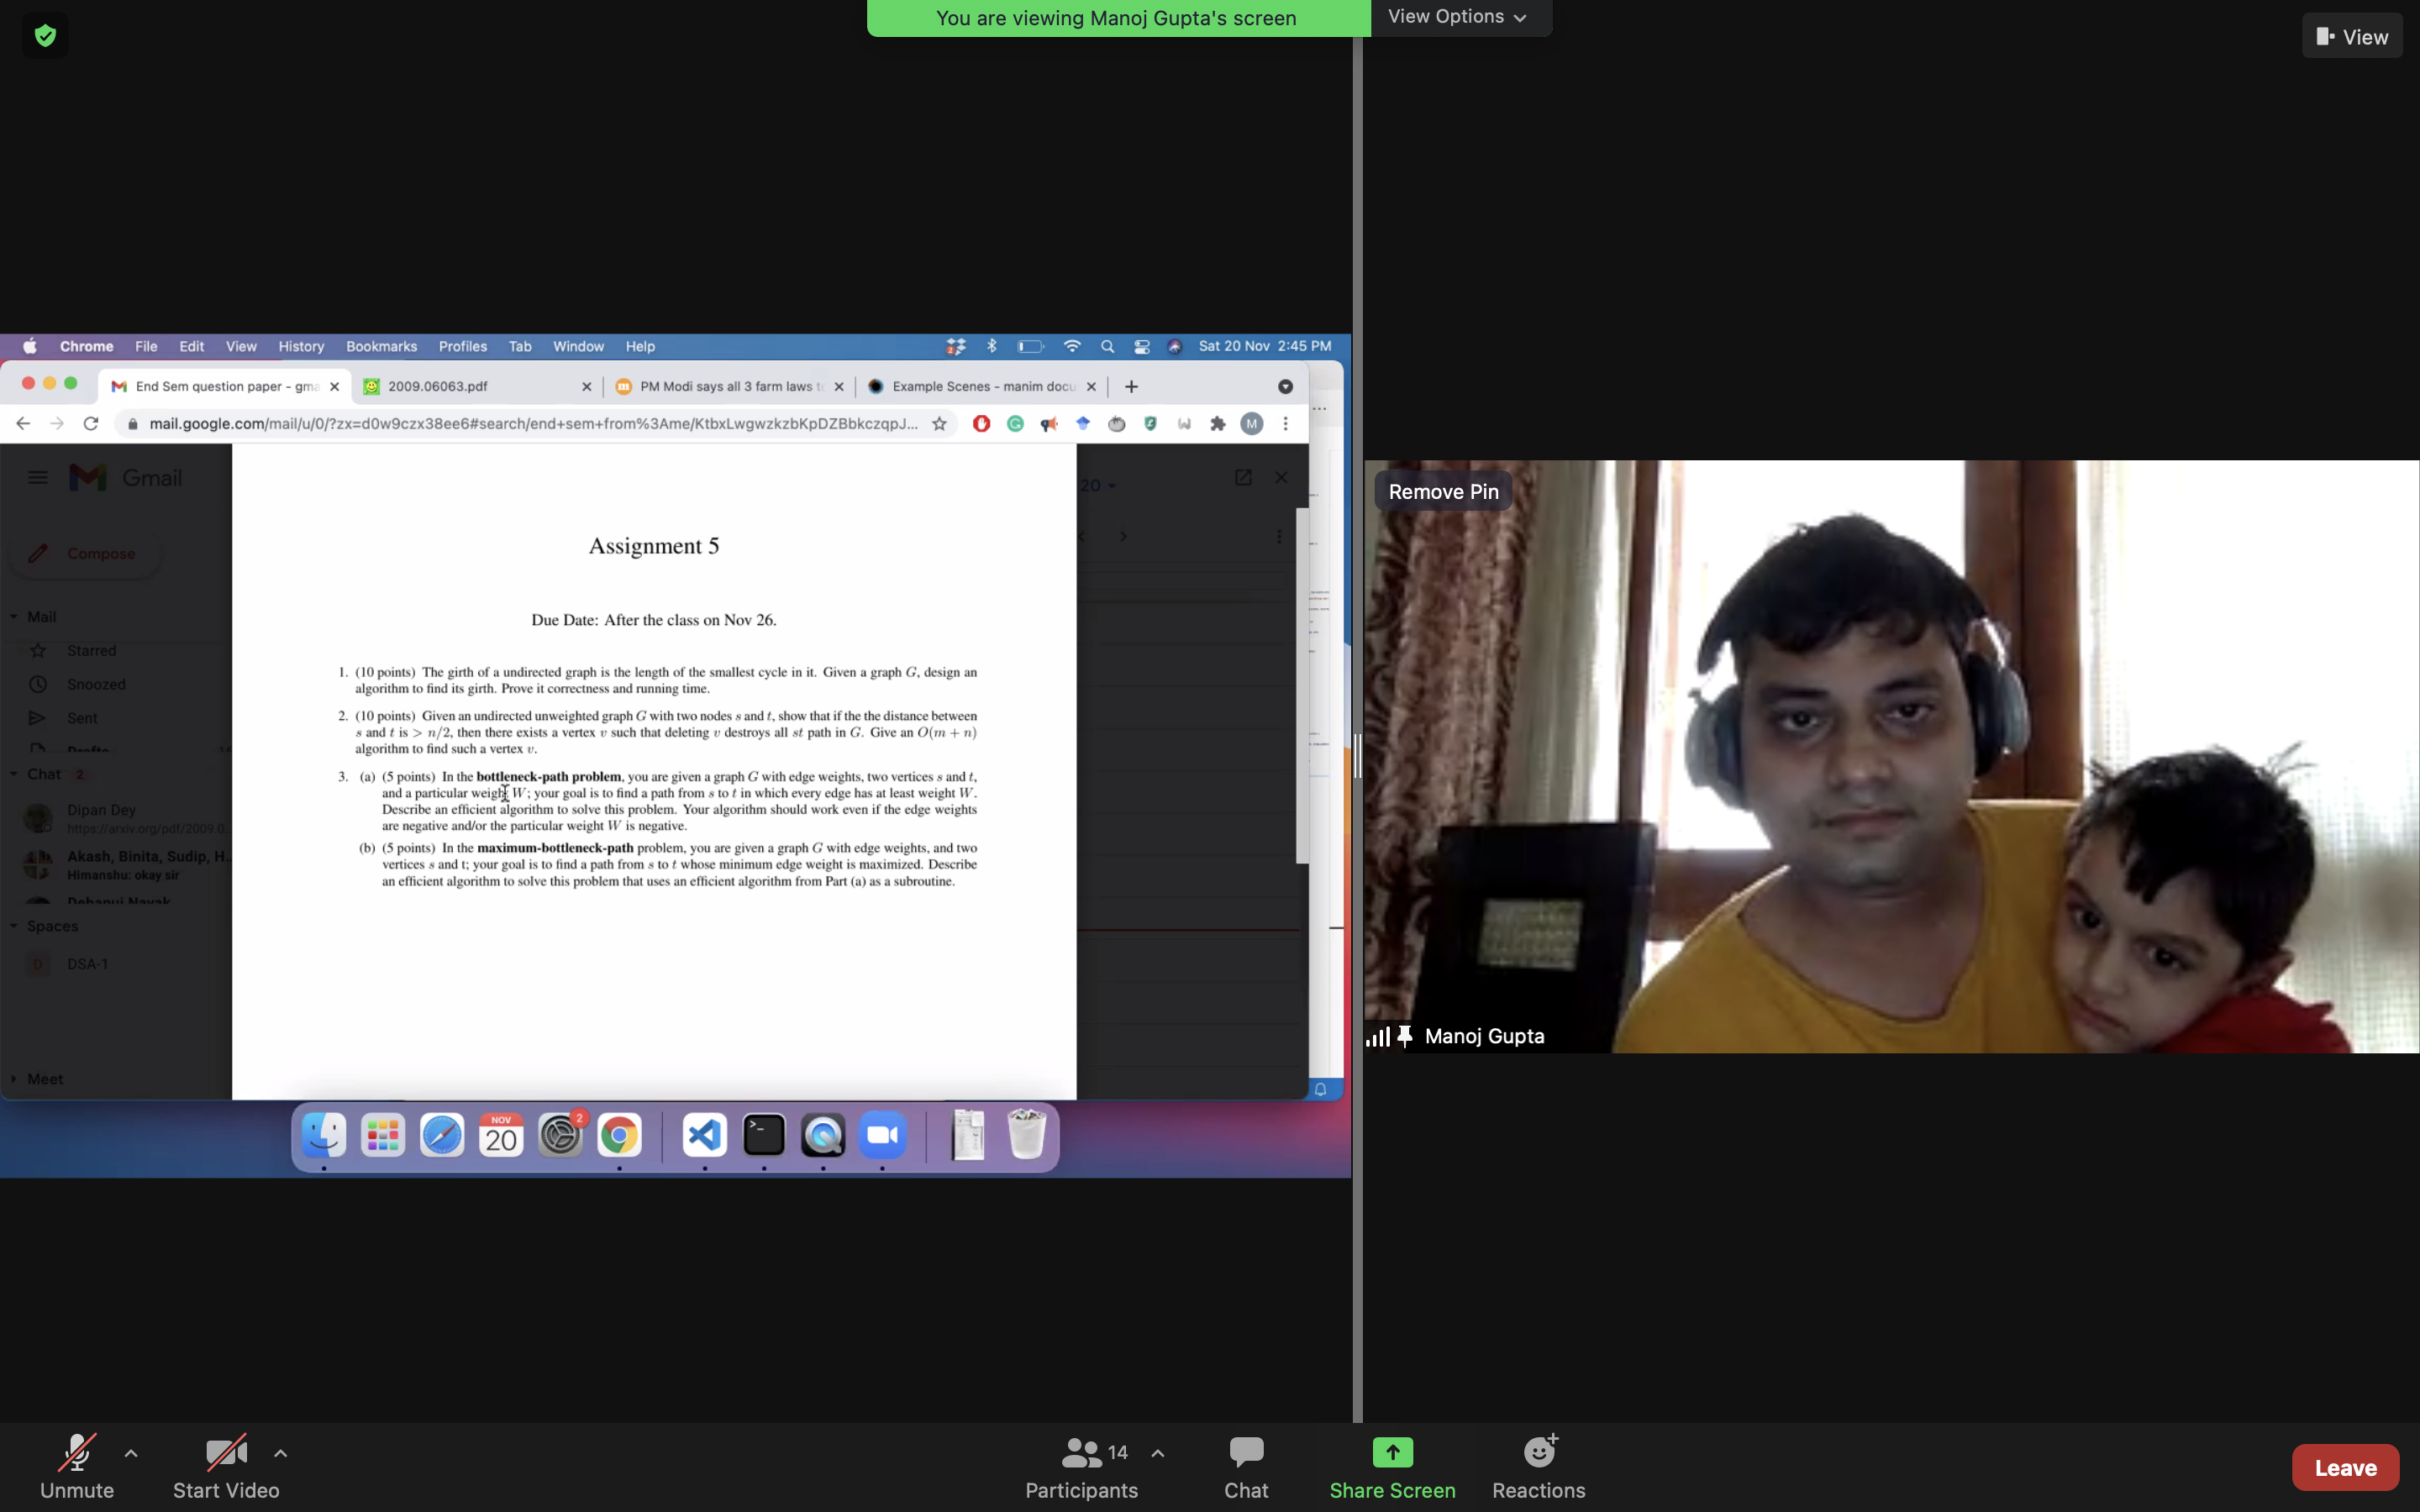 You are viewing Manoj Gupta's screen
View Options
View
Chrome File Edit View History Bookmarks Profiles Tab Window Help
2
Sat 20 Nov 2:45 PM
End Sem question paper - gma
2009.06063.pdf
PM Modi says all 3 farm laws t
Example Scenes - manim docu
mail.google.com/mail/u/0/?zx=d0w9czx38ee6#search/end+sem+from%3Ame/KtbxLwgwzkzbKpDZBbkczqpJ...
M
Gmail
20
Compose
Mail
Starred
Snoozed
Sent
Drafts
Chat 2
Dipan Dey
https://arxiv.org/pdf/2009.0...
Akash, Binita, Sudip, H...
Himanshu: okay sir
Debanuj Nayak
Spaces
D DSA-1
Meet
Assignment 5
Due Date: After the class on Nov 26.
1. (10 points) The girth of a undirected graph is the length of the smallest cycle in it. Given a graph G, design an
algorithm to find its girth. Prove it correctness and running time.
2. (10 points) Given an undirected unweighted graph G with two nodes s and t, show that if the the distance between
s and t is > n/2, then there exists a vertex v such that deleting v destroys all st path in G. Give an O(m + n)
algorithm to find such a vertex v.
3. (a) (5 points) In the bottleneck-path problem, you are given a graph G with edge weights, two vertices s and t,
and a particular weight W; your goal is to find a path from s to t in which every edge has at least weight W.
Describe an efficient algorithm to solve this problem. Your algorithm should work even if the edge weights
are negative and/or the particular weight W is negative.
(b) (5 points) In the maximum-bottleneck-path problem, you are given a graph G with edge weights, and two
vertices s and t; your goal is to find a path from s to t whose minimum edge weight is maximized. Describe
an efficient algorithm to solve this problem that uses an efficient algorithm from Part (a) as a subroutine.
NOV
20
2
Remove Pin
Manoj Gupta
Unmute
Start Video
14
Participants
Chat
Share Screen
Reactions
Leave